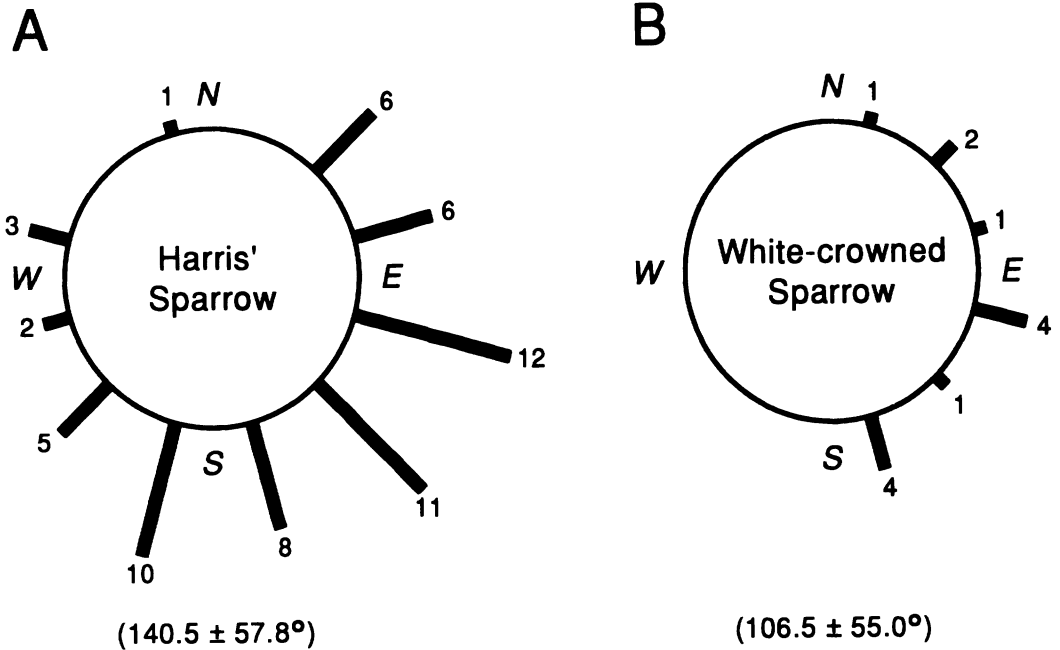 A
1
N
6
3
6
W
Harris'
Sparrow
E
2
12
5
S
11
8
10
(140.5 ± 57.8°)
B
N
1
2
1
W
White-crowned
Sparrow
E
4
1
S
4
(106.5 ± 55.0°)